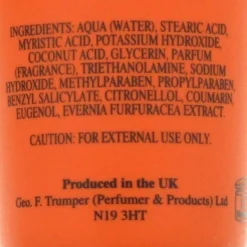 INGREDIENTS: AQUA (WATER), STEARIC ACID,
MYRISTIC ACID, POTASSIUM HYDROXIDE,
COCONUT ACID, GLYCERIN, PARFUM
(FRAGRANCE), TRIETHANOLAMINE, SODIUM
HYDROXIDE, METHYLPARABEN, PROPYLPARABEN,
BENZYL SALICYLATE, CITRONELLOL, COUMARIN,
EUGENOL, EVERNIA FURFURACEA EXTRACT.
CAUTION: FOR EXTERNAL USE ONLY.
Produced in the UK
Geo. F. Trumper (Perfumer & Products) Ltd
N19 3HT